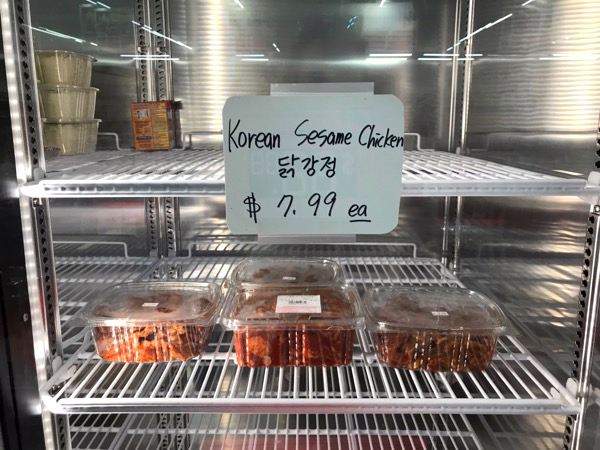 Korean Sesame Chicken
닭강정
$ 7.99 ea